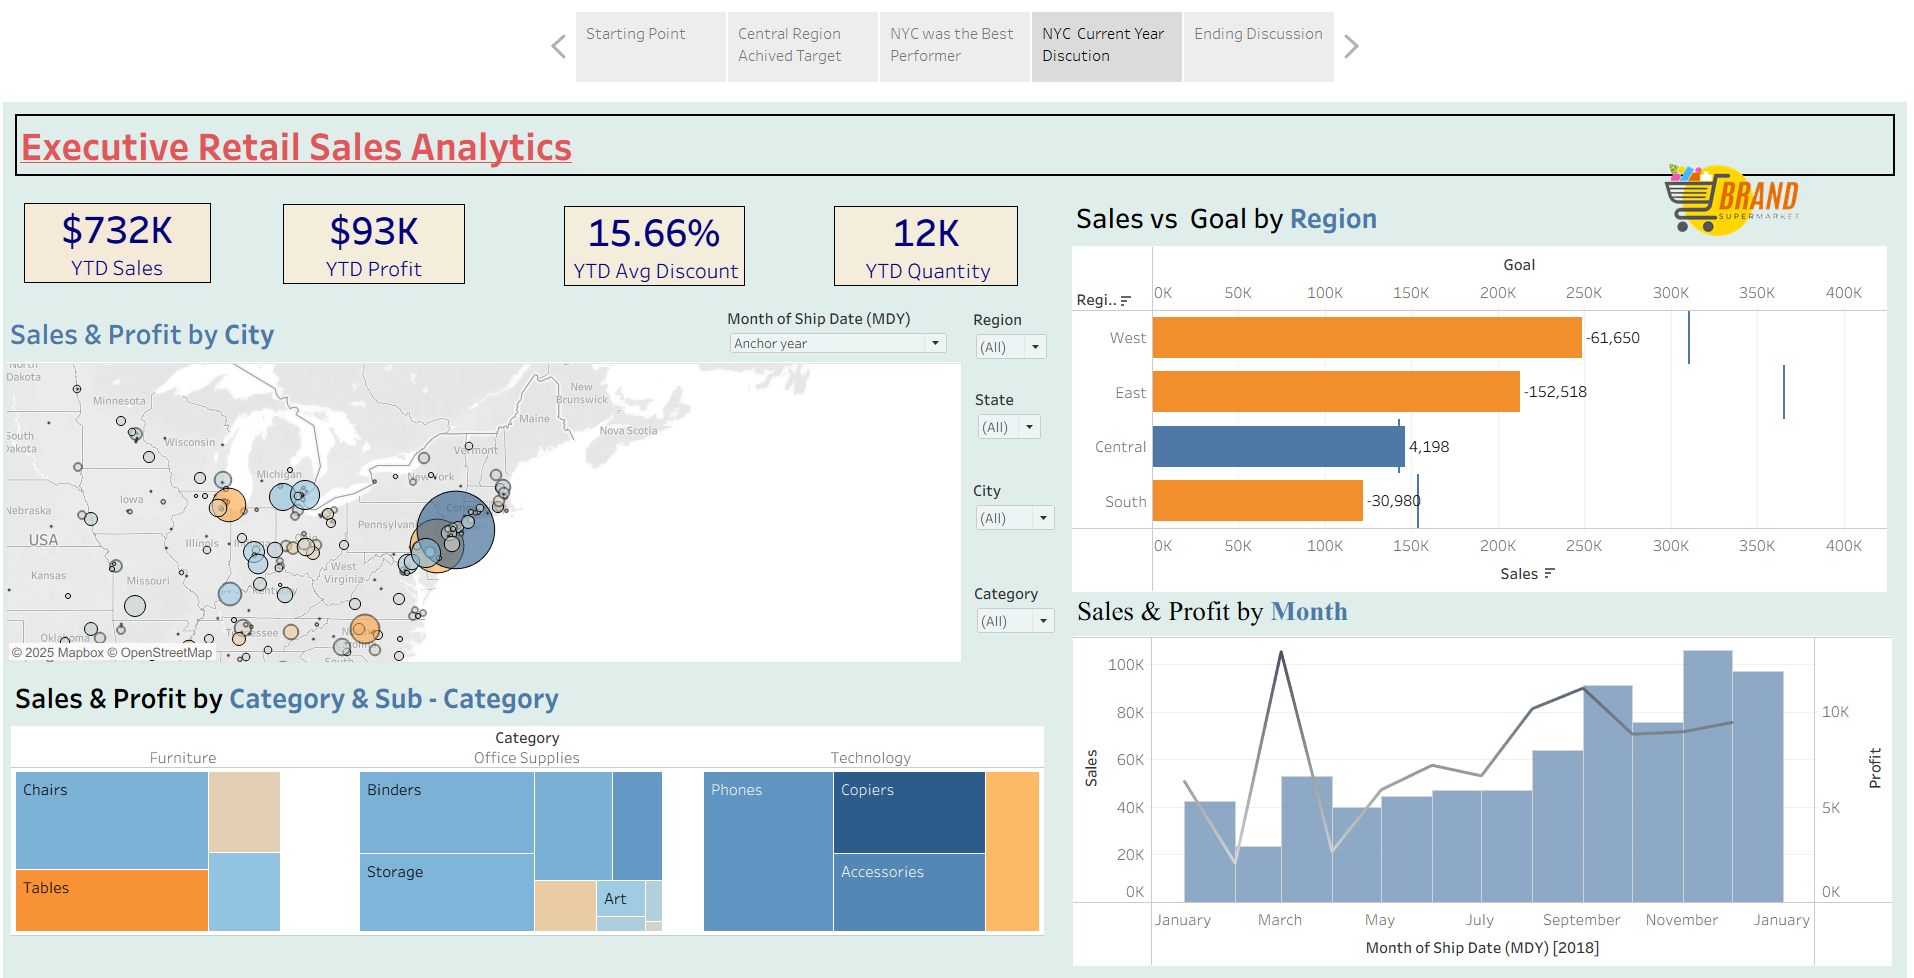 Starting Point
Central Region
Achived Target
NYC was the Best
Performer
NYC  Current Year
Discution
Ending Discussion
Executive Retail Sales Analytics
BRAND
SUPERMARKET
$732K
YTD Sales
$93K
YTD Profit
15.66%
YTD Avg Discount
12K
YTD Quantity
Sales & Profit by City
Month of Ship Date (MDY)
Anchor year
Region
(All)
State
(All)
City
(All)
Category
(All)
North
Dakota
Minnesota
South
Dakota
Wisconsin
Michigan
Iowa
Nebraska
USA
Illinois
Kansas
Missouri
Kentucky
West
Virginia
Pennsylvan
New York
Vermont
Maine
New
Brunswick
Nova Scotia
Oklahoma
South
© 2025 Mapbox © OpenStreetMap
Sales vs  Goal by Region
Goal
Regi..
0K 50K 100K 150K 200K 250K 300K 350K 400K
West -61,650
East -152,518
Central 4,198
South -30,980
0K 50K 100K 150K 200K 250K 300K 350K 400K
Sales
Sales & Profit by Category & Sub - Category
Category
Furniture Office Supplies Technology
Chairs
Tables
Binders
Storage
Art
Phones
Copiers
Accessories
Sales & Profit by Month
Sales
100K
80K
60K
40K
20K
0K
10K
5K
0K
Profit
January March May July September November January
Month of Ship Date (MDY) [2018]